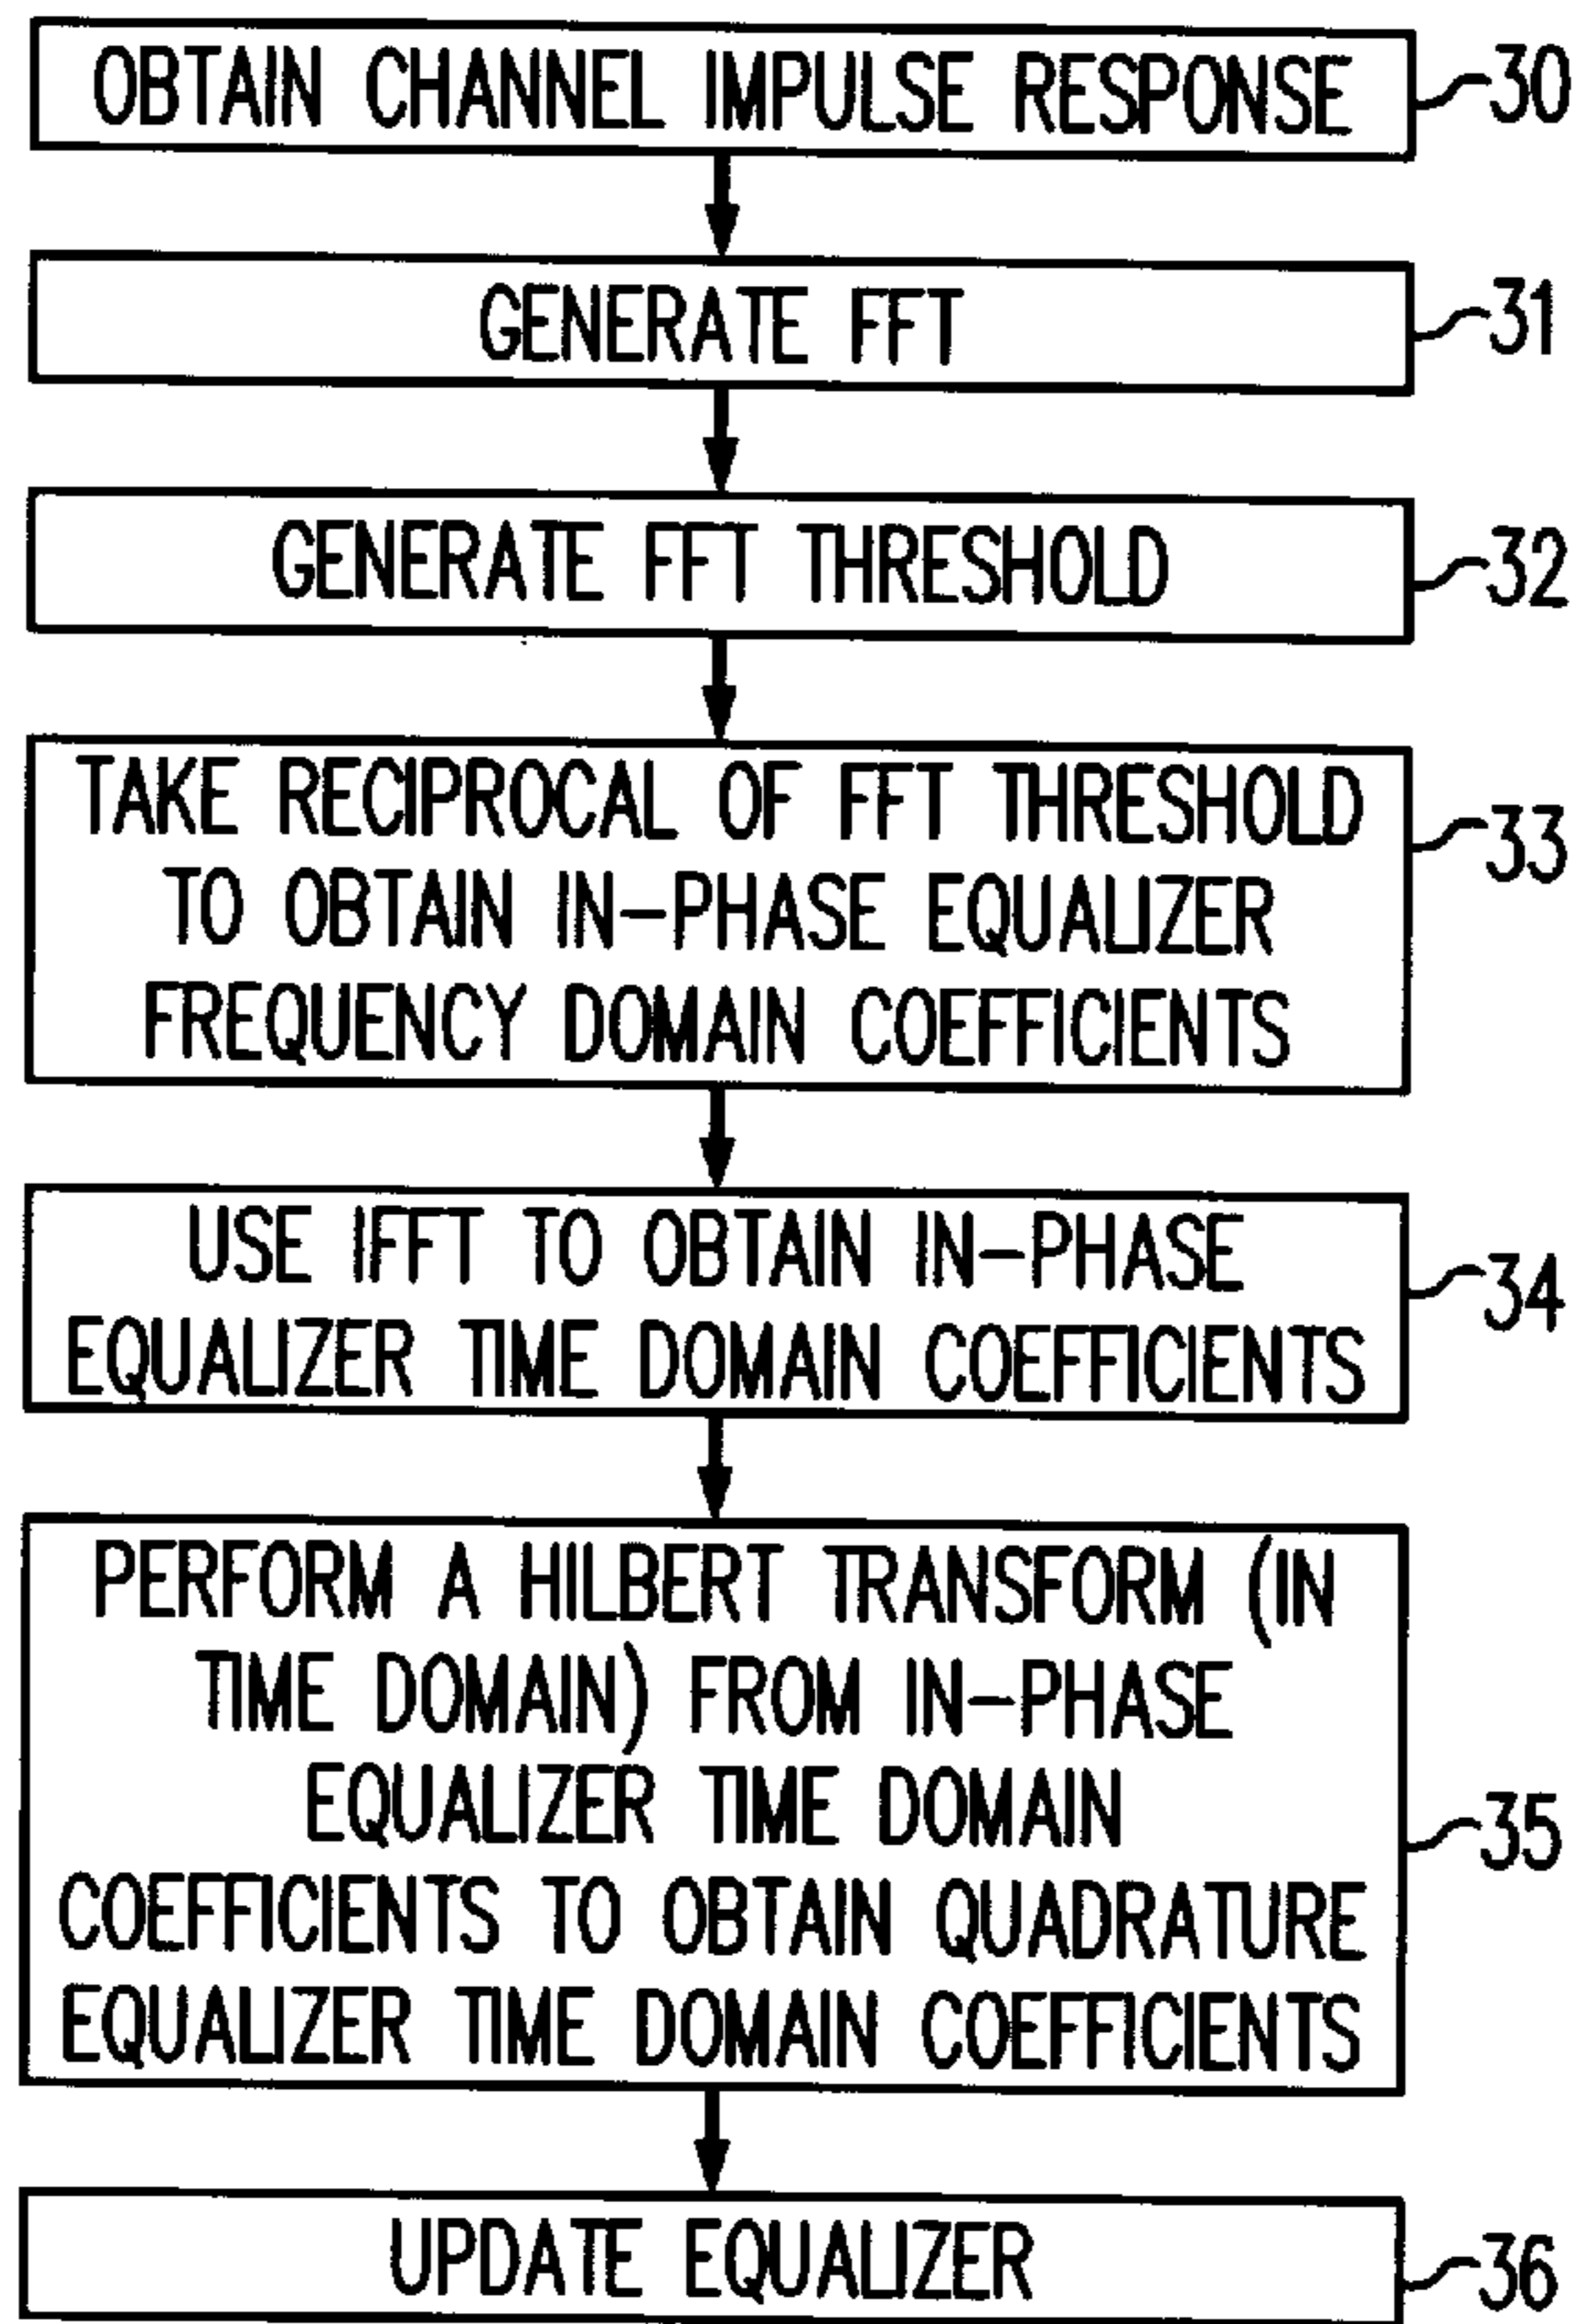 OBTAIN CHANNEL IMPULSE RESPONSE 30
GENERATE FFT 31
GENERATE FFT THRESHOLD 32
TAKE RECIPROCAL OF FFT THRESHOLD
TO OBTAIN IN-PHASE EQUALIZER
FREQUENCY DOMAIN COEFFICIENTS
33
USE IFFT TO OBTAIN IN-PHASE
EQUALIZER TIME DOMAIN COEFFICIENTS
34
PERFORM A HILBERT TRANSFORM (IN
TIME DOMAIN) FROM IN-PHASE
EQUALIZER TIME DOMAIN
COEFFICIENTS TO OBTAIN QUADRATURE
EQUALIZER TIME DOMAIN COEFFICIENTS
35
UPDATE EQUALIZER 36